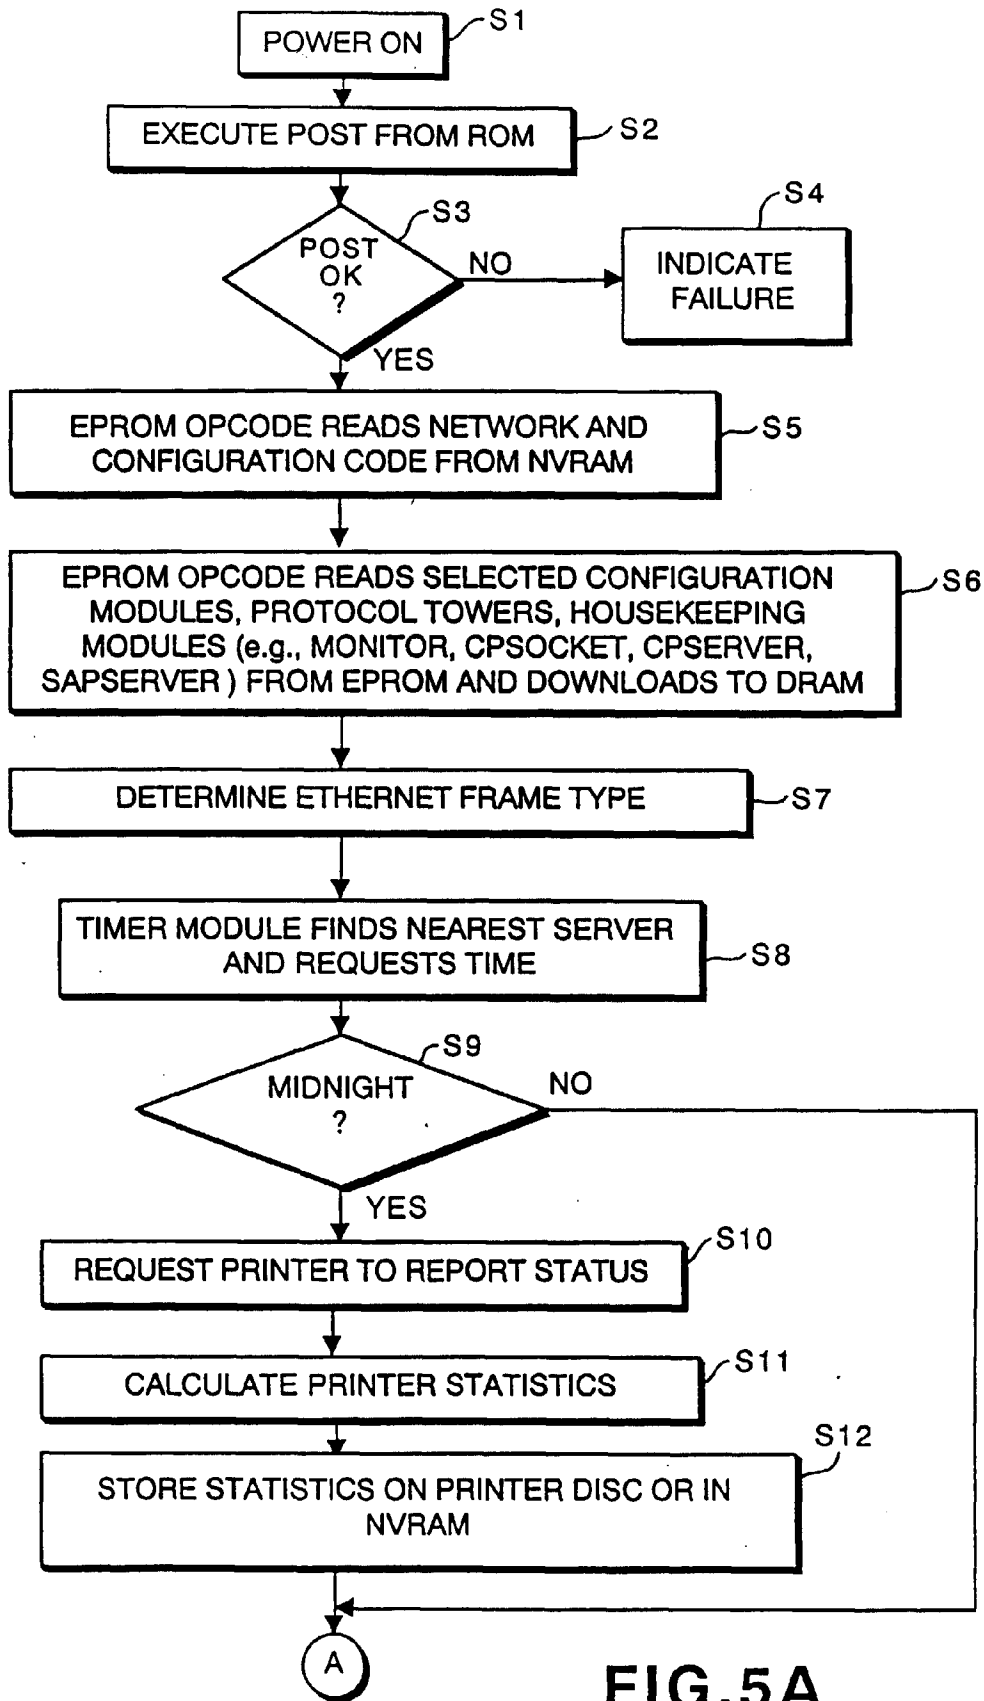 POWER ON
S1
EXECUTE POST FROM ROM
S2
POST
OK
?
S3
NO
YES
INDICATE
FAILURE
S4
EPROM OPCODE READS NETWORK AND
CONFIGURATION CODE FROM NVRAM
S5
EPROM OPCODE READS SELECTED CONFIGURATION
MODULES, PROTOCOL TOWERS, HOUSEKEEPING
MODULES (e.g., MONITOR, CPSOCKET, CPSERVER,
SAPSERVER ) FROM EPROM AND DOWNLOADS TO DRAM
S6
DETERMINE ETHERNET FRAME TYPE
S7
TIMER MODULE FINDS NEAREST SERVER
AND REQUESTS TIME
S8
MIDNIGHT
?
S9
NO
YES
REQUEST PRINTER TO REPORT STATUS
S10
CALCULATE PRINTER STATISTICS
S11
STORE STATISTICS ON PRINTER DISC OR IN
NVRAM
S12
A
FIG.5A